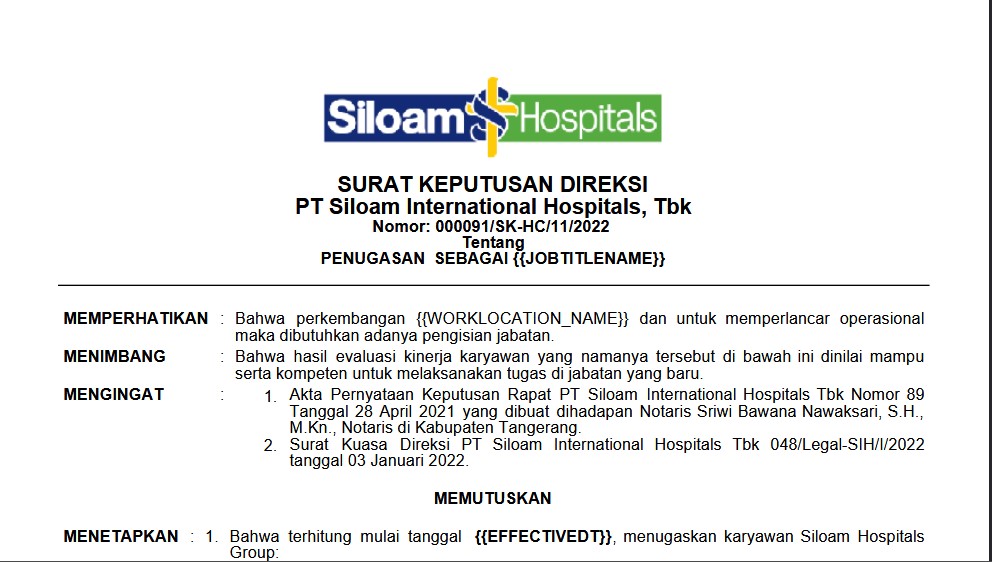 Siloam Hospitals
SURAT KEPUTUSAN DIREKSI
PT Siloam International Hospitals, Tbk
Nomor: 000091/SK-HC/11/2022
Tentang
PENUGASAN SEBAGAI {{JOBTITLENAME}}
MEMPERHATIKAN : Bahwa perkembangan {{WORKLOCATION_NAME}} dan untuk memperlancar operasional
maka dibutuhkan adanya pengisian jabatan.
MENIMBANG : Bahwa hasil evaluasi kinerja karyawan yang namanya tersebut di bawah ini dinilai mampu
serta kompeten untuk melaksanakan tugas di jabatan yang baru.
MENGINGAT : 1. Akta Pernyataan Keputusan Rapat PT Siloam International Hospitals Tbk Nomor 89
Tanggal 28 April 2021 yang dibuat dihadapan Notaris Sriwi Bawana Nawaksari, S.H.,
M.Kn., Notaris di Kabupaten Tangerang.
2. Surat Kuasa Direksi PT Siloam International Hospitals Tbk 048/Legal-SIH/I/2022
tanggal 03 Januari 2022.
MEMUTUSKAN
MENETAPKAN : 1. Bahwa terhitung mulai tanggal {{EFFECTIVEDT}}, menugaskan karyawan Siloam Hospitals
Group: